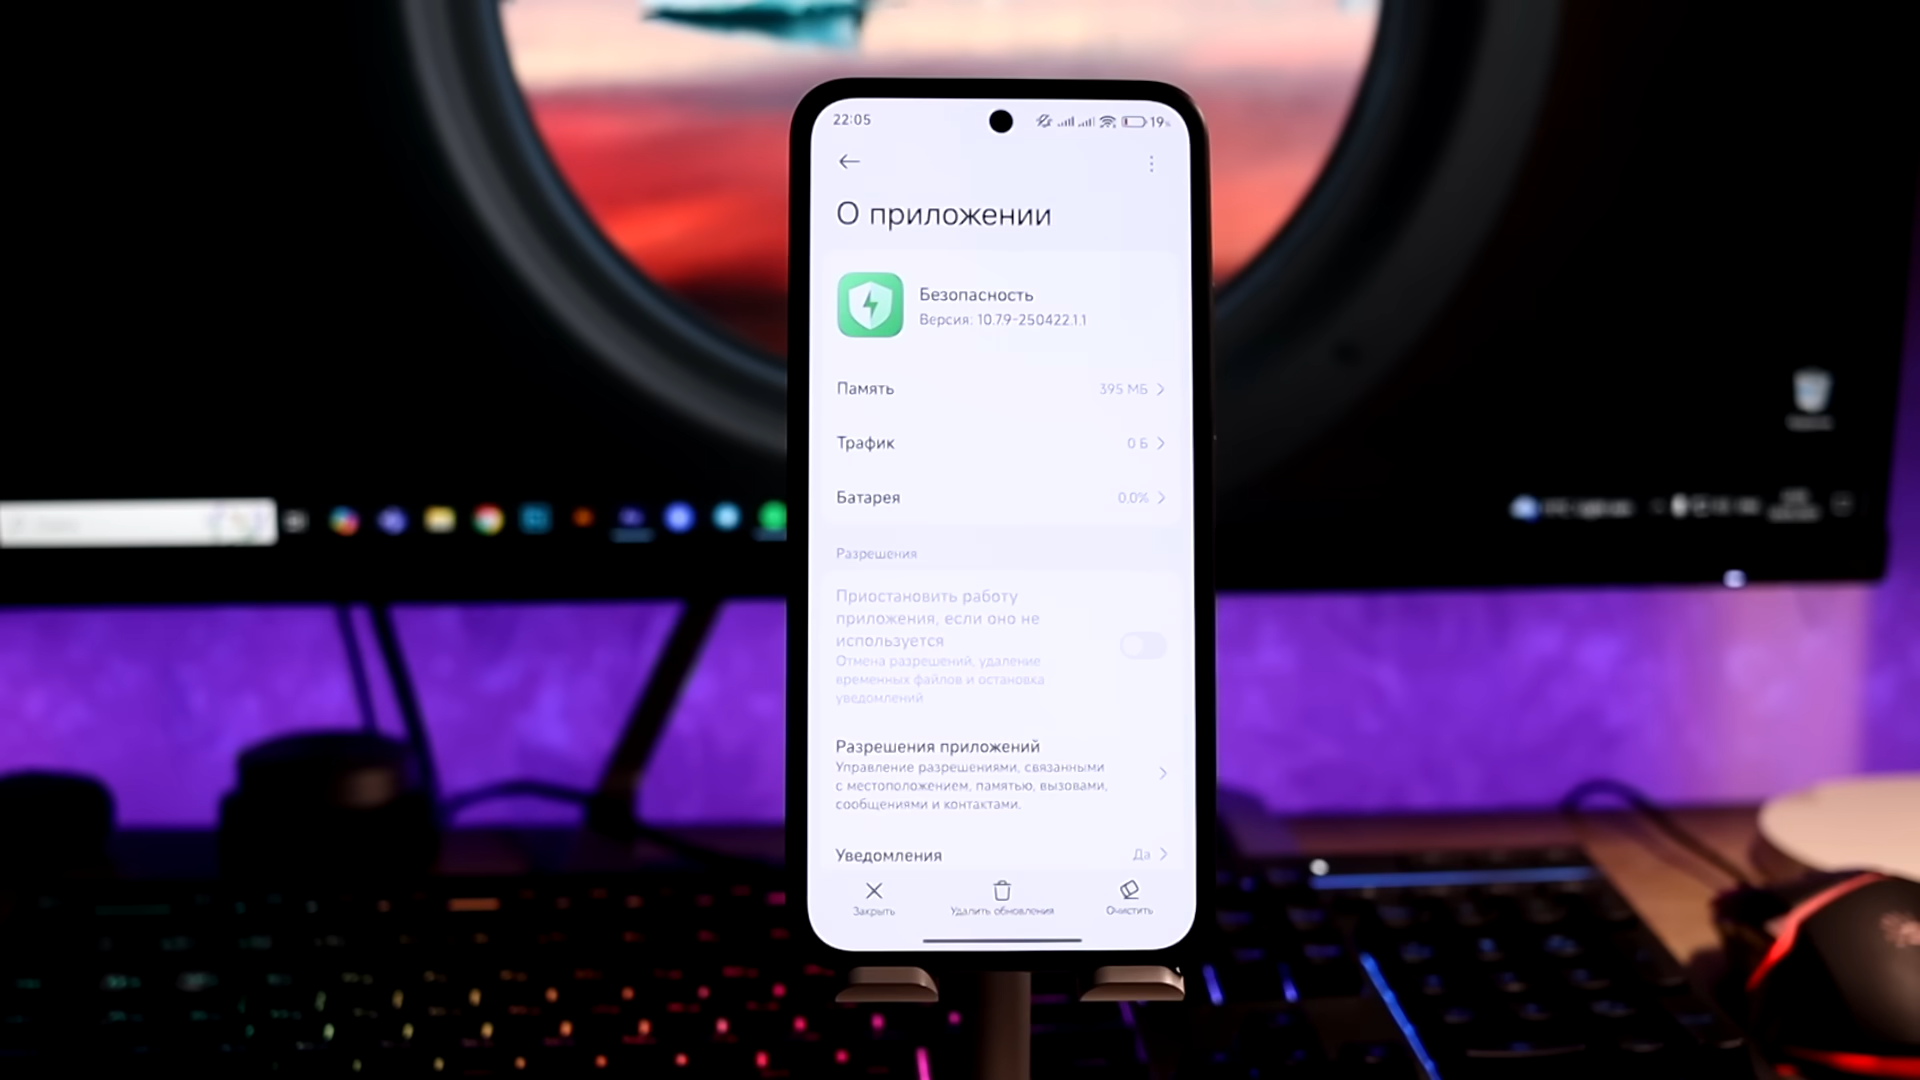 22:05
19%
О приложении
Безопасность
Версия: 10.7.9-250422.1.1
Память
395 МБ
Трафик
0 Б
Батарея
0.0%
Разрешения
Приостановить работу
приложения, если оно не
используется
Отмена разрешений, удаление
временных файлов и остановка
уведомлений
Разрешения приложений
Управление разрешениями, связанными
с местоположением, памятью, вызовами,
сообщениями и контактами.
Уведомления
Да
Закрыть
Удалить обновления
Очистить